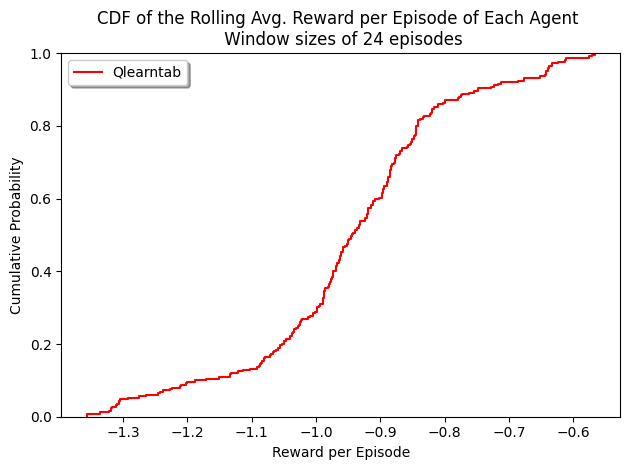 CDF of the Rolling Avg. Reward per Episode of Each Agent
Window sizes of 24 episodes
Qlearntab
Cumulative Probability
1.0
0.8
0.6
0.4
0.2
0.0
−1.3 −1.2 −1.1 −1.0 −0.9 −0.8 −0.7 −0.6
Reward per Episode